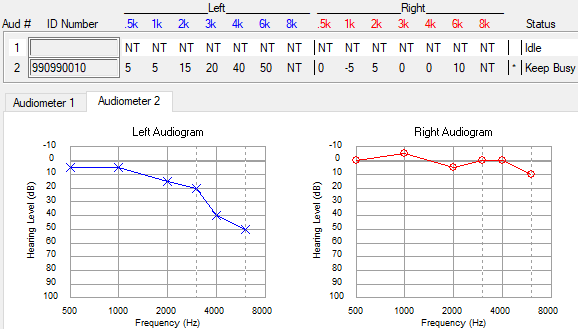 Left Right
Aud # ID Number .5k 1k 2k 3k 4k 6k 8k .5k 1k 2k 3k 4k 6k 8k Status
1 NT NT NT NT NT NT NT NT NT NT NT NT NT NT Idle
2 990990010 5 5 15 20 40 50 NT 0 -5 5 0 0 10 NT * Keep Busy
Audiometer 1 Audiometer 2
Left Audiogram Right Audiogram
-10 -10
0 0
10 10
20 20
30 30
40 40
50 50
60 60
70 70
80 80
90 90
100 100
Hearing Level (dB) Hearing Level (dB)
500 1000 2000 4000 8000 500 1000 2000 4000 8000
Frequency (Hz) Frequency (Hz)